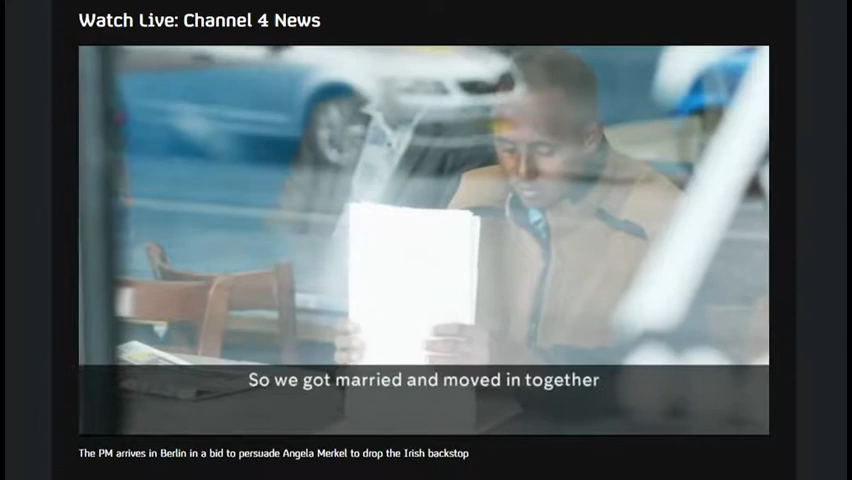 Watch Live: Channel 4 News
So we got married and moved in together
The PM arrives in Berlin in a bid to persuade Angela Merkel to drop the Irish backstop